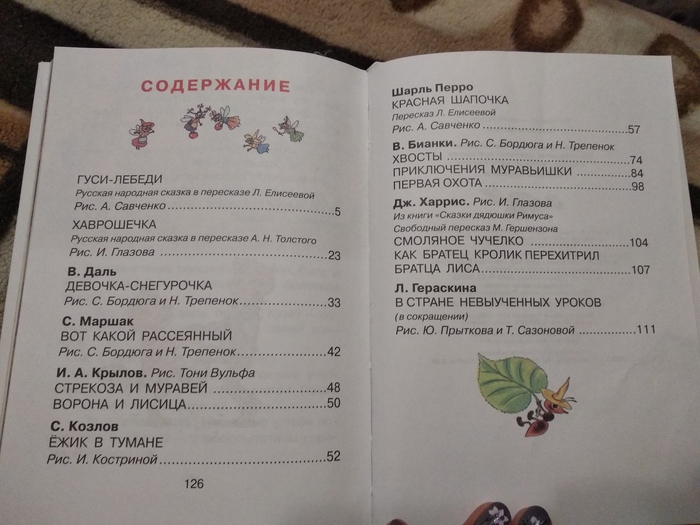 СОДЕРЖАНИЕ
ГУСИ-ЛЕБЕДИ
Русская народная сказка в пересказе Л. Елисеевой
Рис. А. Савченко 5
ХАВРОШЕЧКА
Русская народная сказка в пересказе А. Н. Толстого
Рис. И. Глазова 23
В. Даль
ДЕВОЧКА-СНЕГУРОЧКА
Рис. С. Бордюга и Н. Трепенок 33
С. Маршак
ВОТ КАКОЙ РАССЕЯННЫЙ
Рис. С. Бордюга и Н. Трепенок 42
И. А. Крылов. Рис. Тони Вульфа
СТРЕКОЗА И МУРАВЕЙ 48
ВОРОНА И ЛИСИЦА 50
С. Козлов
ЁЖИК В ТУМАНЕ
Рис. И. Костриной 52
126
Шарль Перро
КРАСНАЯ ШАПОЧКА
Пересказ Л. Елисеевой
Рис. А. Савченко 57
В. Бианки. Рис. С. Бордюга и Н. Трепенок
ХВОСТЫ 74
ПРИКЛЮЧЕНИЯ МУРАВЬИШКИ 84
ПЕРВАЯ ОХОТА 98
Дж. Харрис. Рис. И. Глазова
Из книги «Сказки дядюшки Римуса»
Свободный пересказ М. Гершензона
СМОЛЯНОЕ ЧУЧЕЛКО 104
КАК БРАТЕЦ КРОЛИК ПЕРЕХИТРИЛ
БРАТЦА ЛИСА 107
Л. Гераскина
В СТРАНЕ НЕВЫУЧЕННЫХ УРОКОВ
(в сокращении)
Рис. Ю. Прыткова и Т. Сазоновой 111